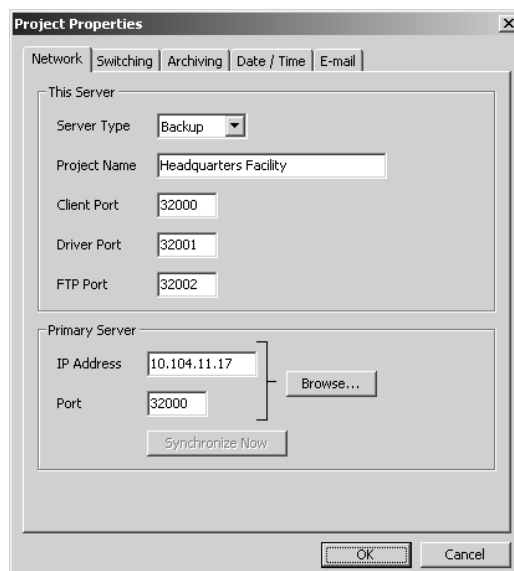 Project Properties
Network Switching Archiving Date / Time E-mail
This Server
Server Type Backup
Project Name Headquarters Facility
Client Port 32000
Driver Port 32001
FTP Port 32002
Primary Server
IP Address 10.104.11.17
Browse...
Port 32000
Synchronize Now
OK Cancel